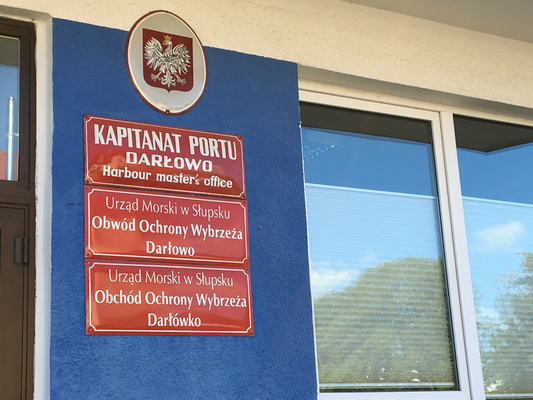 KAPITANAT PORTU
DARŁOWO
Harbour master's office
Urząd Morski w Słupsku
Obwód Ochrony Wybrzeża
Darłowo
Urząd Morski w Słupsku
Obchód Ochrony Wybrzeża
Darłówko